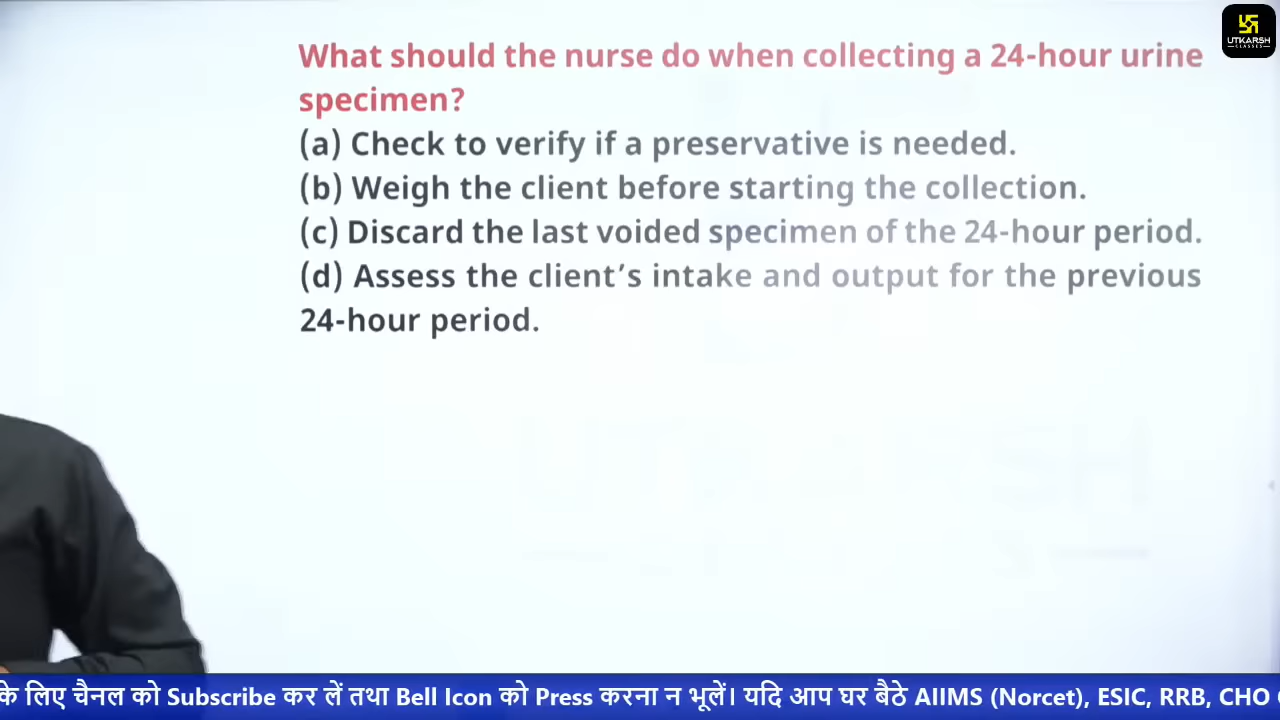 UTKARSH
CLASSES
What should the nurse do when collecting a 24-hour urine
specimen?
(a) Check to verify if a preservative is needed.
(b) Weigh the client before starting the collection.
(c) Discard the last voided specimen of the 24-hour period.
(d) Assess the client’s intake and output for the previous
24-hour period.
के लिए चैनल को Subscribe कर लें तथा Bell Icon को Press करना न भूलें। यदि आप घर बैठे AIIMS (Norcet), ESIC, RRB, CHO